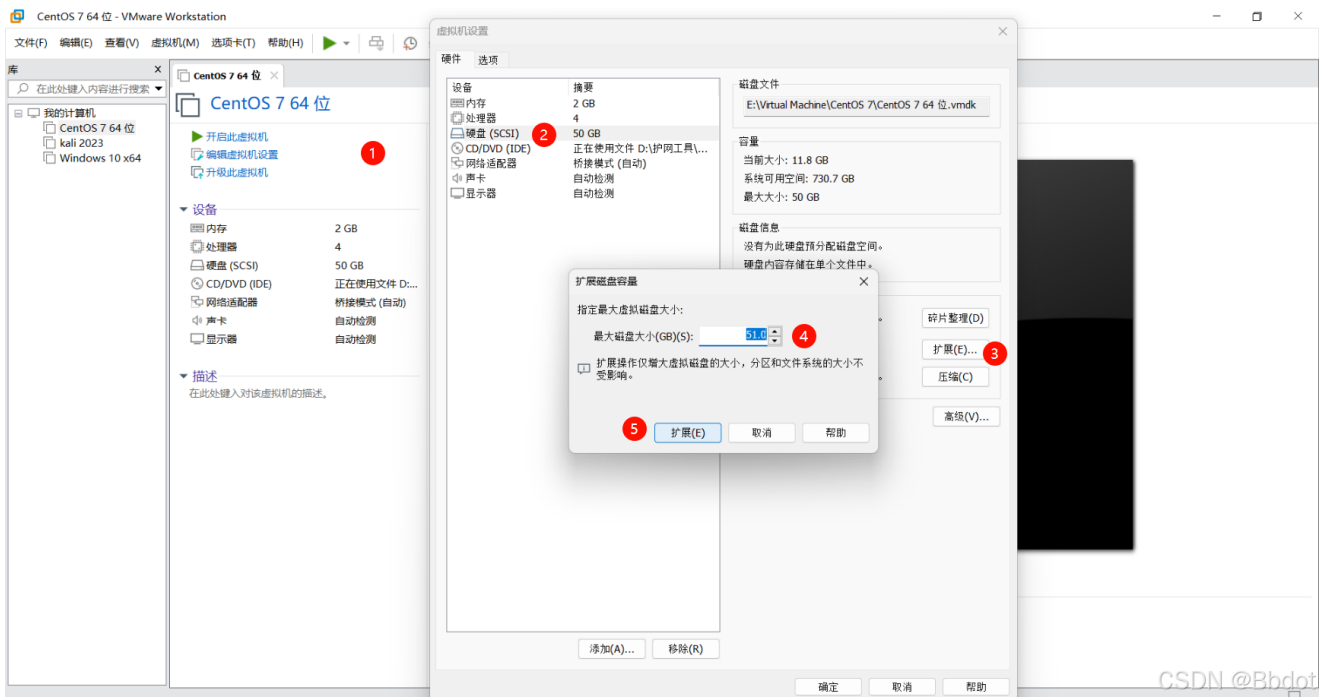 CentOS 7 64 位 - VMware Workstation
文件(F) 编辑(E) 查看(V) 虚拟机(M) 选项卡(T) 帮助(H)
库
在此处键入内容进行搜索
我的计算机
CentOS 7 64 位
kali 2023
Windows 10 x64
CentOS 7 64 位
CentOS 7 64 位
开启此虚拟机
编辑虚拟机设置
1
升级此虚拟机
设备
内存 2 GB
处理器 4
硬盘 (SCSI) 50 GB
CD/DVD (IDE) 正在使用文件 D:...
网络适配器 桥接模式 (自动)
声卡 自动检测
显示器 自动检测
描述
在此处键入对该虚拟机的描述。
虚拟机设置
硬件 选项
设备 摘要
内存 2 GB
处理器 4
硬盘 (SCSI) 2 50 GB
CD/DVD (IDE) 正在使用文件 D:\护网工具\...
网络适配器 桥接模式 (自动)
声卡 自动检测
显示器 自动检测
添加(A)... 移除(R)
磁盘文件
E:\Virtual Machine\CentOS 7\CentOS 7 64 位.vmdk
容量
当前大小: 11.8 GB
系统可用空间: 730.7 GB
最大大小: 50 GB
磁盘信息
没有为此硬盘预分配磁盘空间。
硬盘内容存储在单个文件中。
。 碎片整理(D)
扩展(E)... 3
。 压缩(C)
高级(V)...
扩展磁盘容量
指定最大虚拟磁盘大小:
最大磁盘大小(GB)(S): 51.0 4
扩展操作仅增大虚拟磁盘的大小，分区和文件系统的大小不
受影响。
5 扩展(E) 取消 帮助
确定 取消 帮助
CSDN @Bbdot